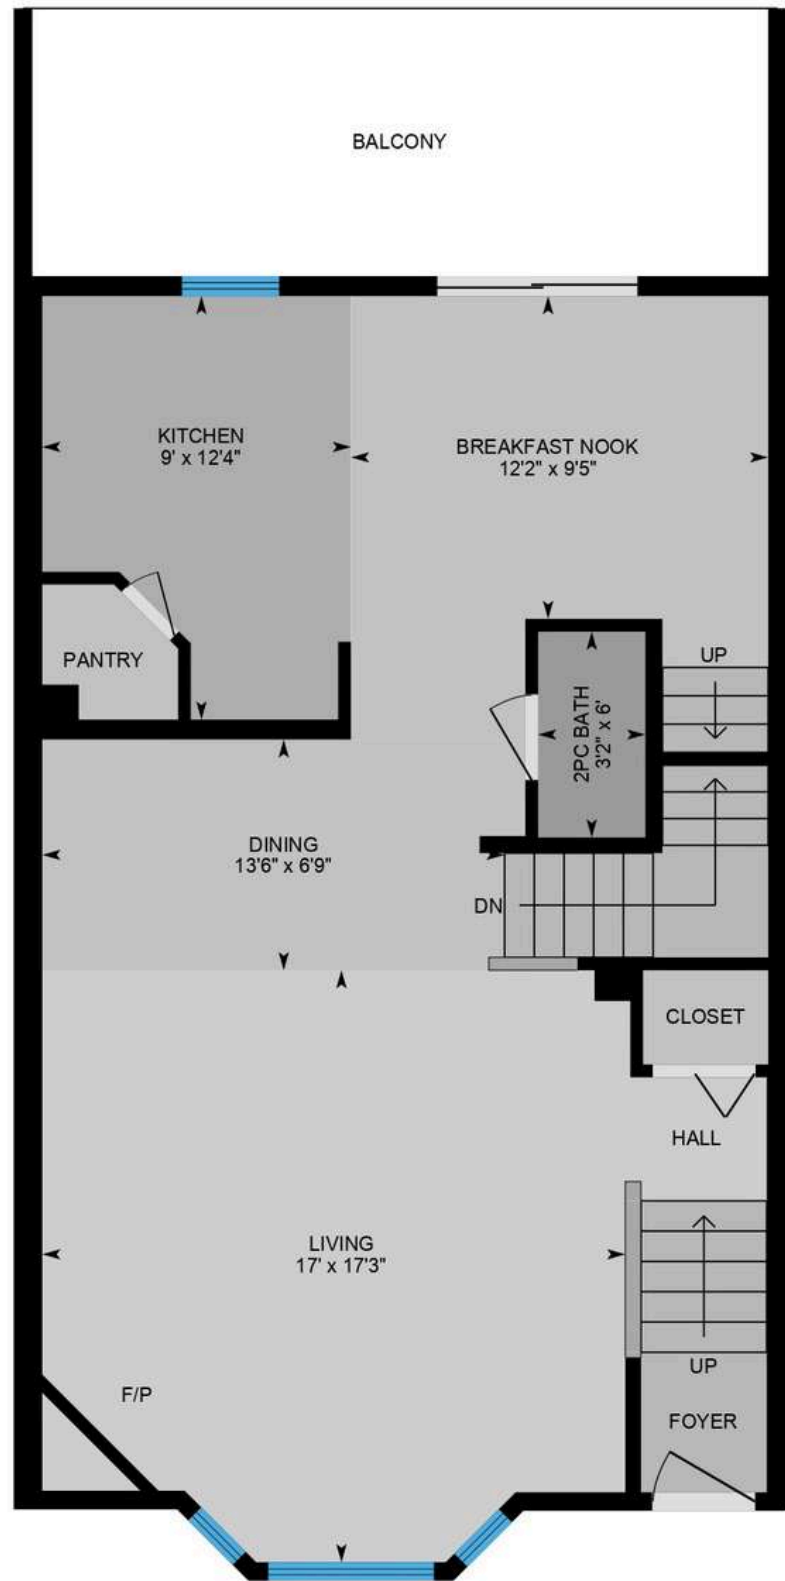 BALCONY
KITCHEN
9' x 12'4"
BREAKFAST NOOK
12'2" x 9'5"
PANTRY
UP
2PC BATH
3'2" x 6'
DINING
13'6" x 6'9"
DN
CLOSET
HALL
LIVING
17' x 17'3"
UP
F/P
FOYER